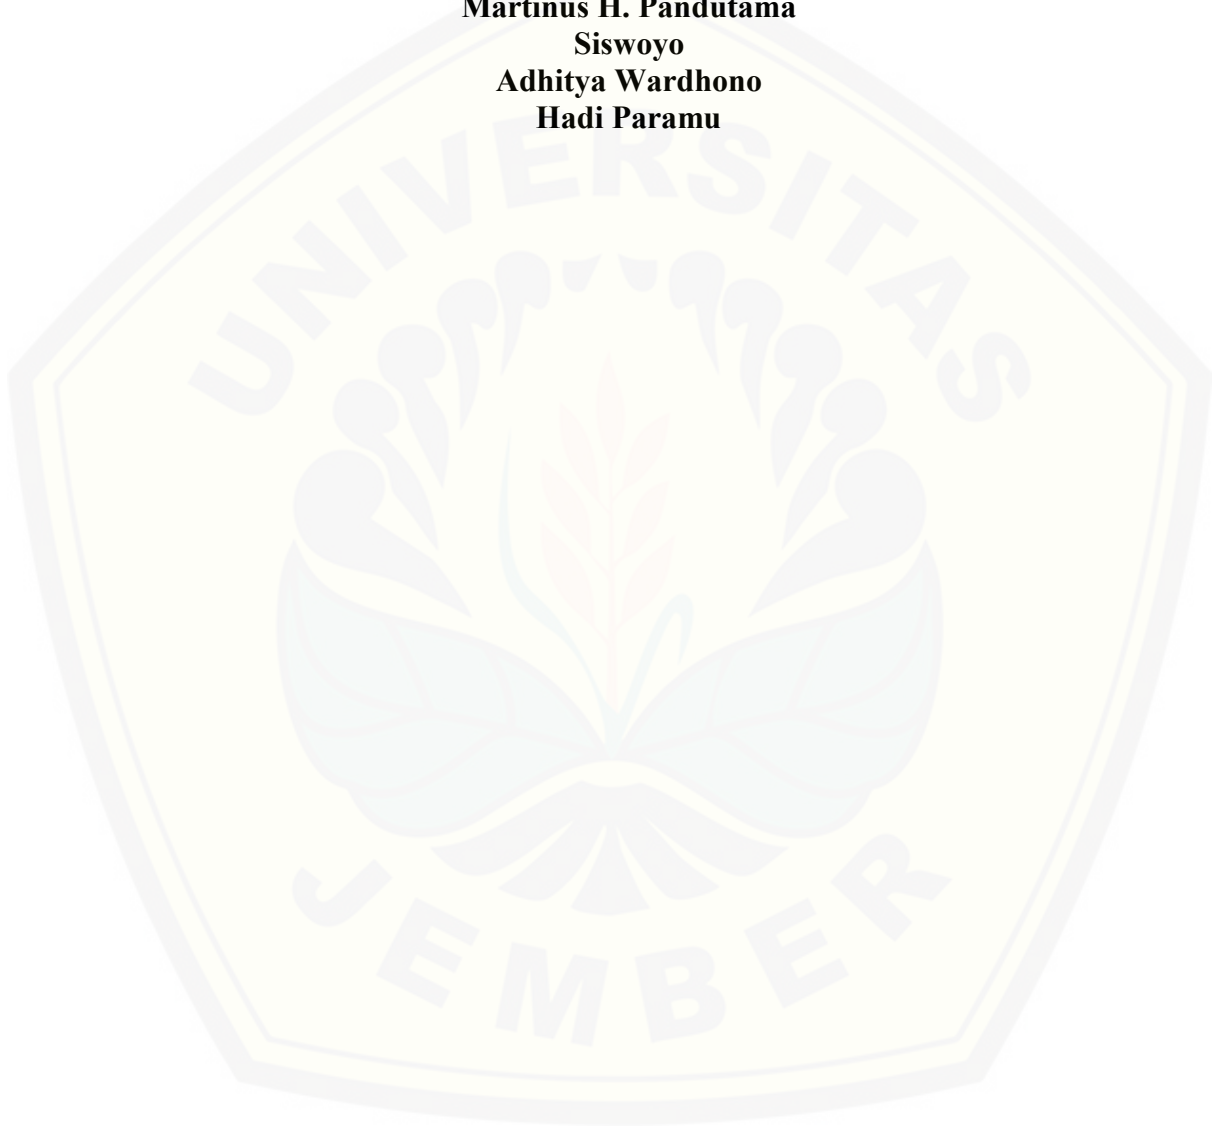 Martinus H. Pandutama
Siswoyo
Adhitya Wardhono
Hadi Paramu
UNIVERSITAS
JEMBER